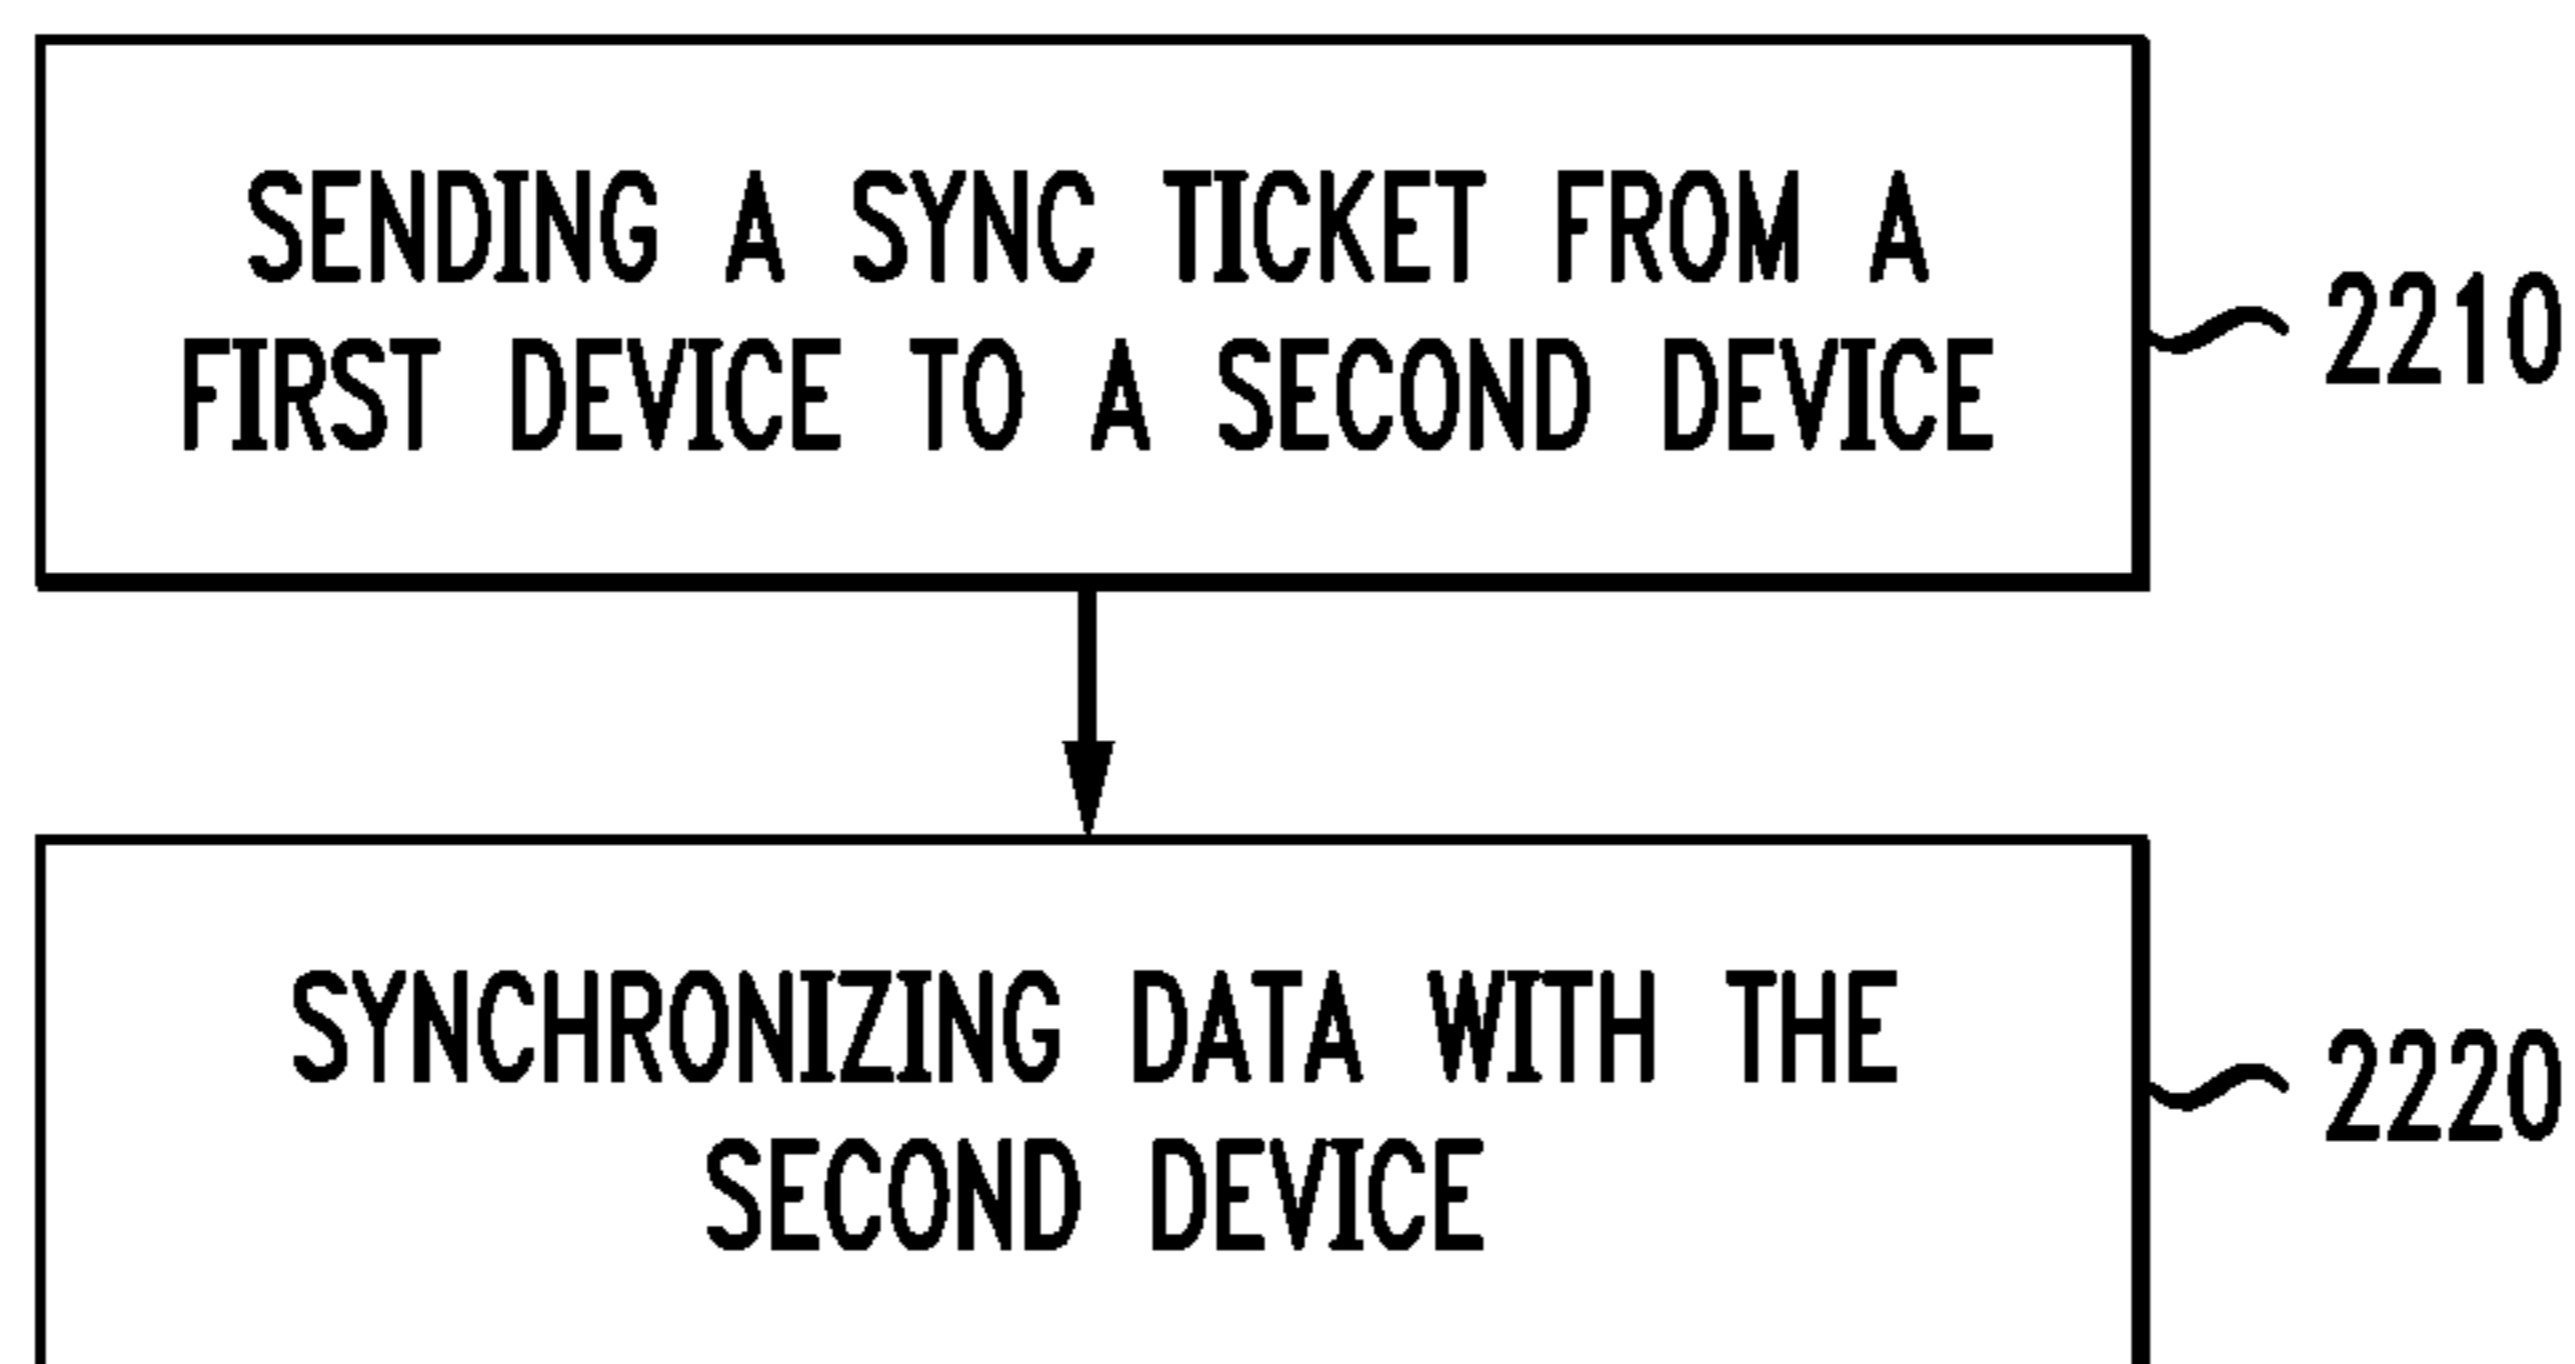 SENDING A SYNC TICKET FROM A
FIRST DEVICE TO A SECOND DEVICE
2210
SYNCHRONIZING DATA WITH THE
SECOND DEVICE
2220